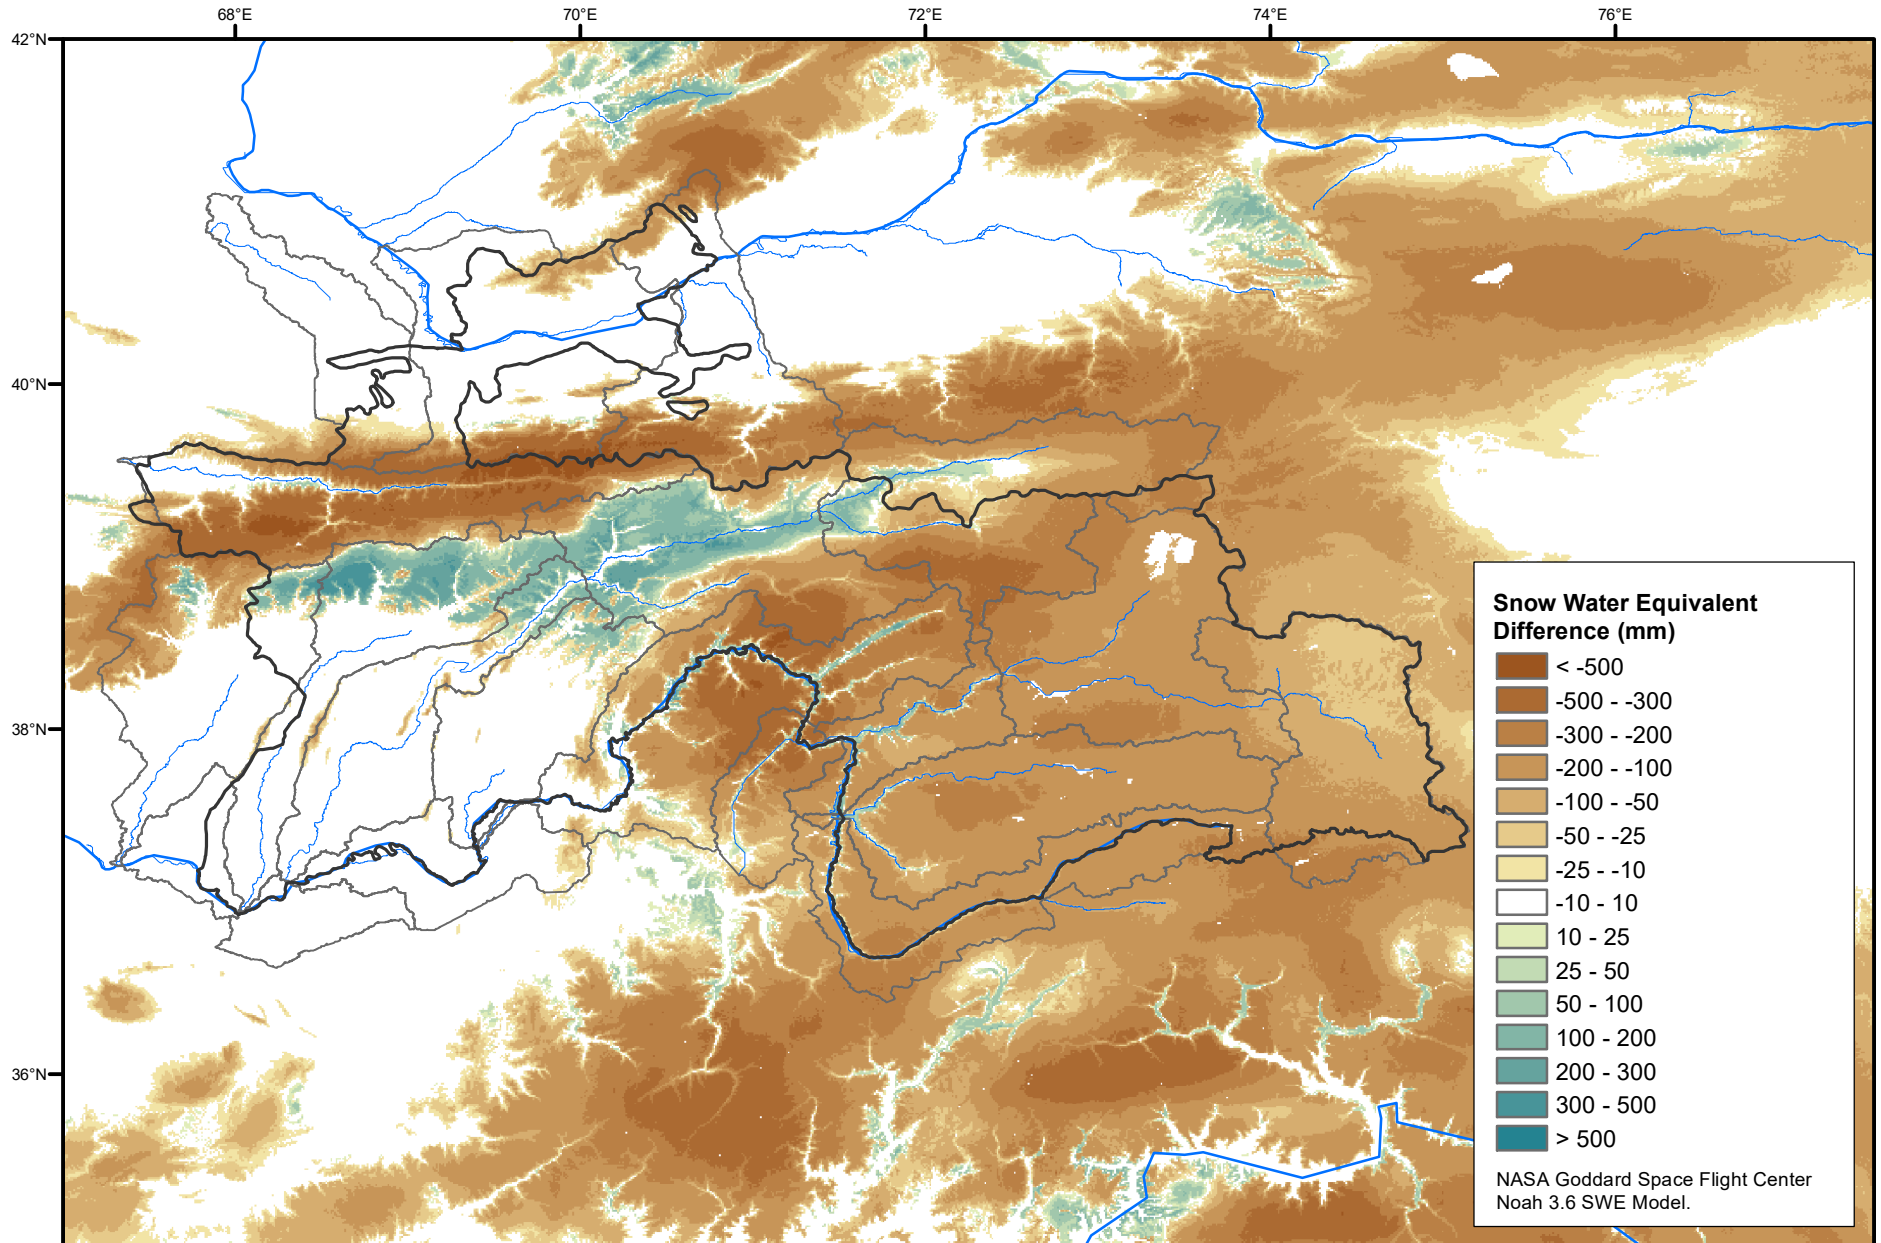 68°E 70°E 72°E 74°E 76°E
42°N
40°N
38°N
36°N
Snow Water Equivalent
Difference (mm)
< -500
-500 - -300
-300 - -200
-200 - -100
-100 - -50
-50 - -25
-25 - -10
-10 - 10
10 - 25
25 - 50
50 - 100
100 - 200
200 - 300
300 - 500
> 500
NASA Goddard Space Flight Center
Noah 3.6 SWE Model.